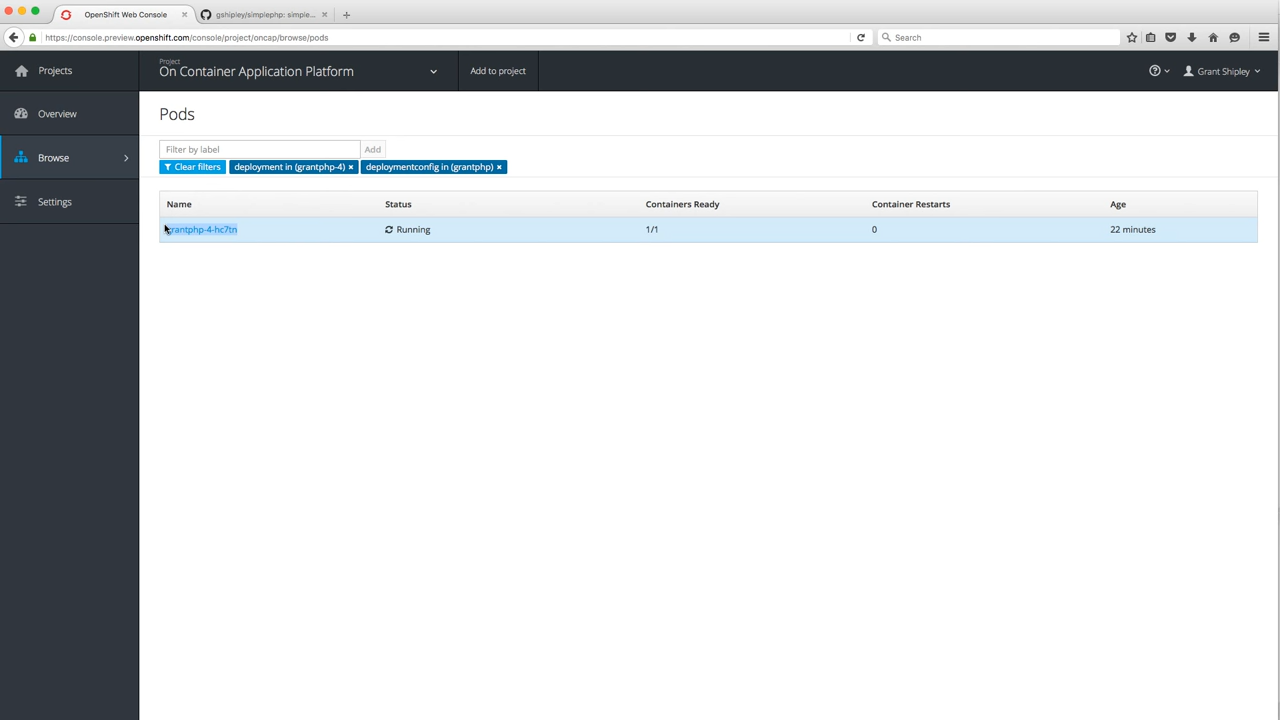 OpenShift Web Console
gshipley/simplephp: simple...
https://console.preview.openshift.com/console/project/oncap/browse/pods
Search
Projects
Project
On Container Application Platform
Add to project
Grant Shipley
Overview
Browse
Settings
Pods
Filter by label
Add
Clear filters
deployment in (grantphp-4) ×
deploymentconfig in (grantphp) ×
Name Status Containers Ready Container Restarts Age
grantphp-4-hc7tn Running 1/1 0 22 minutes